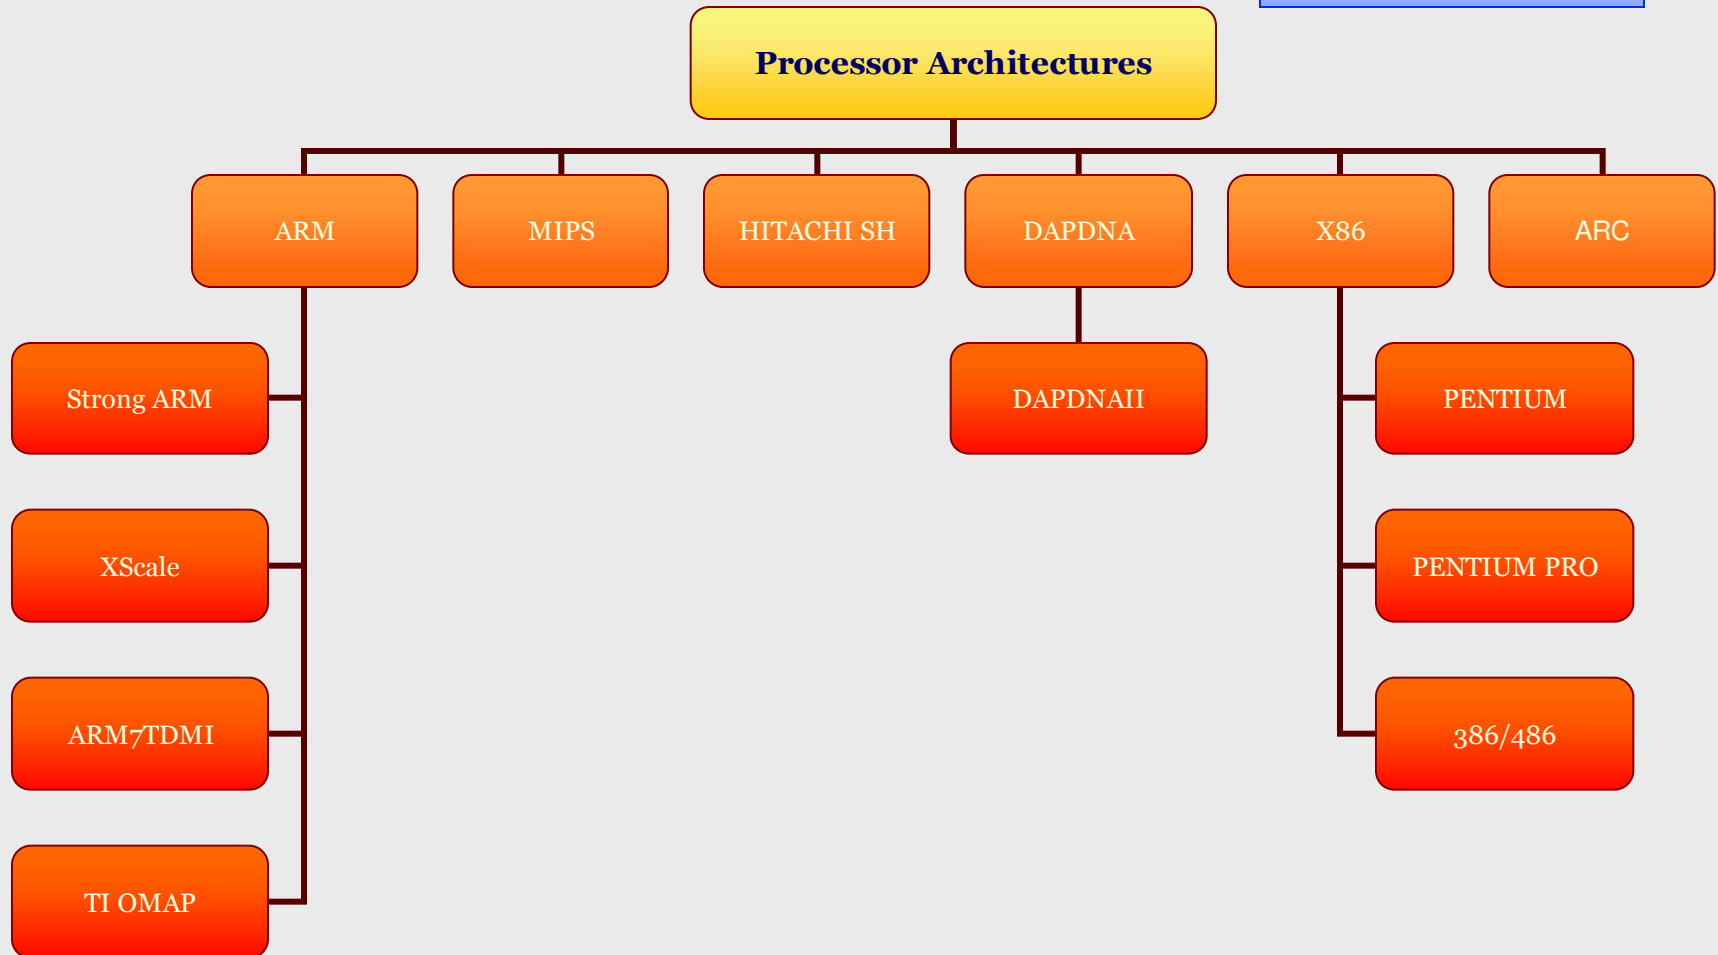 Processor Architectures
ARM
MIPS
HITACHI SH
DAPDNA
X86
ARC
Strong ARM
DAPDNAII
PENTIUM
XScale
PENTIUM PRO
ARM7TDMI
386/486
TI OMAP